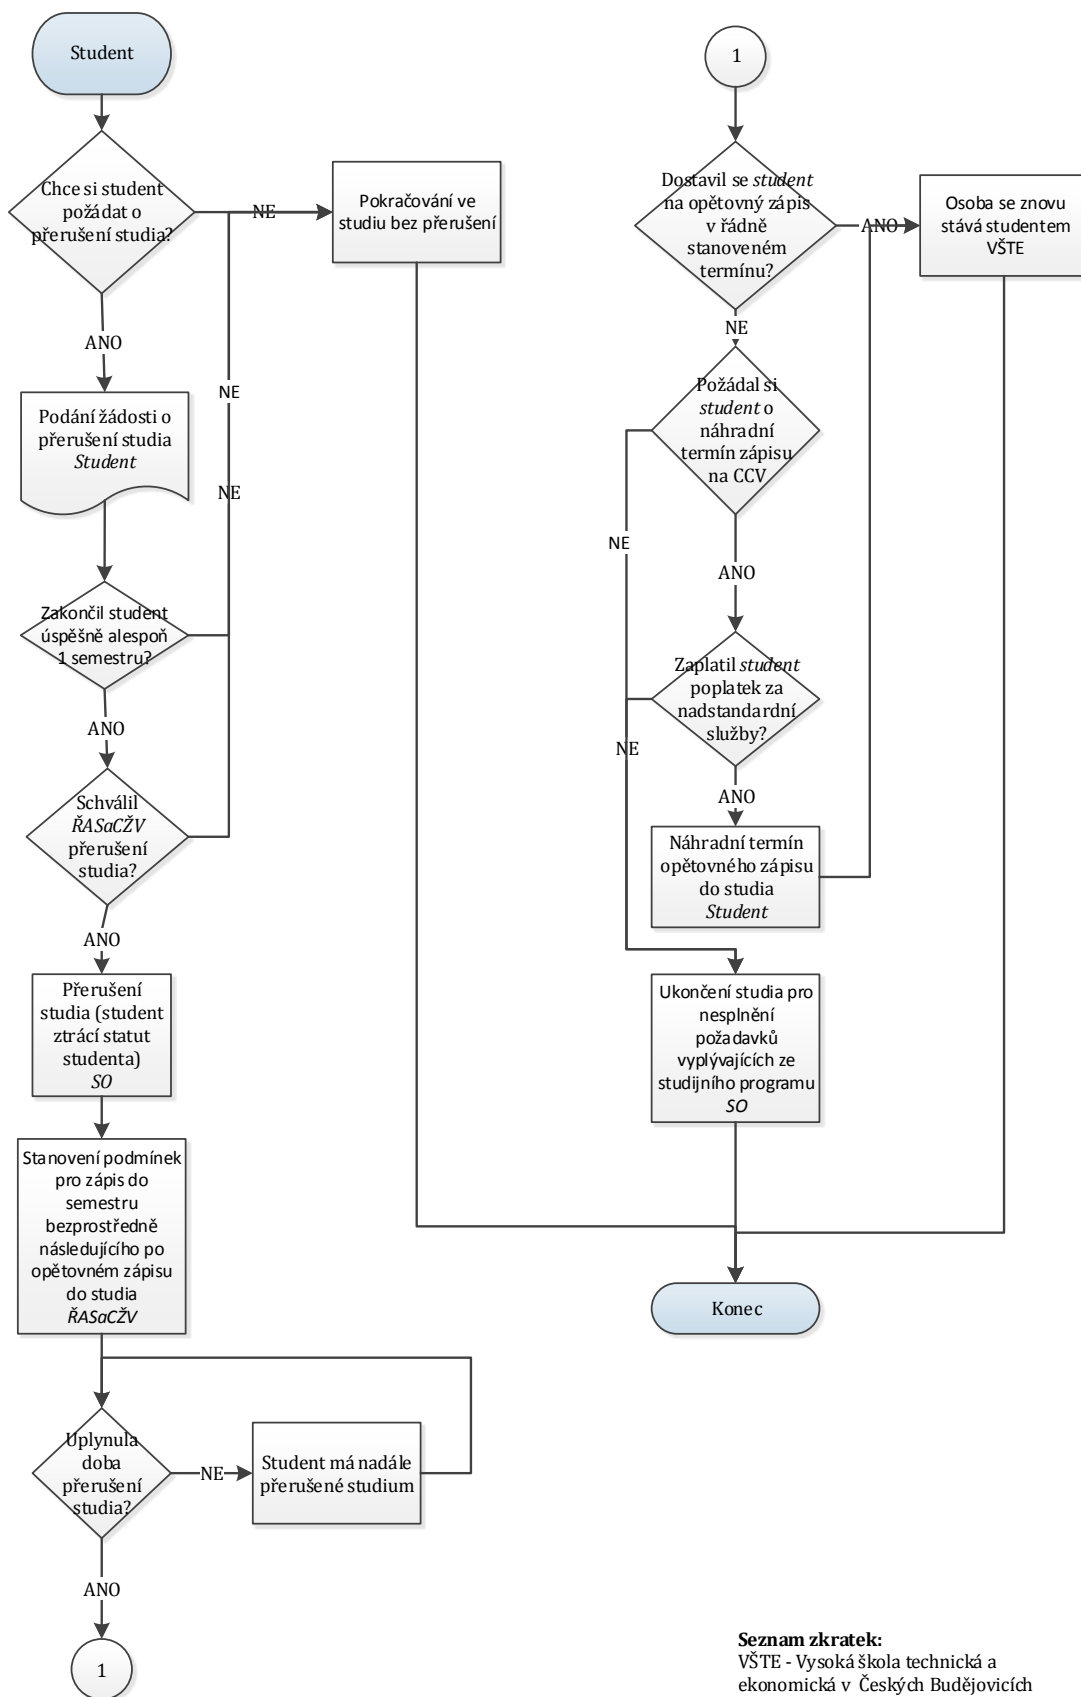 Student
Chce si student
požádat o
přerušení studia?
NE
Pokračování ve
studiu bez přerušení
ANO
Podání žádosti o
přerušení studia
Student
NE
NE
Zakončil student
úspěšně alespoň
1 semestru?
ANO
Schválil
ŘASaCŽV
přerušení
studia?
ANO
Přerušení
studia (student
ztrácí statut
studenta)
SO
Stanovení podmínek
pro zápis do
semestru
bezprostředně
následujícího po
opětovném zápisu
do studia
ŘASaCŽV
Uplynula
doba
přerušení
studia?
NE
Student má nadále
přerušené studium
ANO
1
1
Dostavil se student
na opětovný zápis
v řádně
stanoveném
termínu?
ANO
Osoba se znovu
stává studentem
VŠTE
NE
Požádal si
student o
náhradní
termín zápisu
na CCV
NE
ANO
Zaplatil student
poplatek za
nadstandardní
služby?
NE
ANO
Náhradní termín
opětovného zápisu
do studia
Student
Ukončení studia pro
nesplnění
požadavků
vyplývajících ze
studijního programu
SO
Konec
Seznam zkratek:
VŠTE - Vysoká škola technická a
ekonomická v Českých Budějovicích